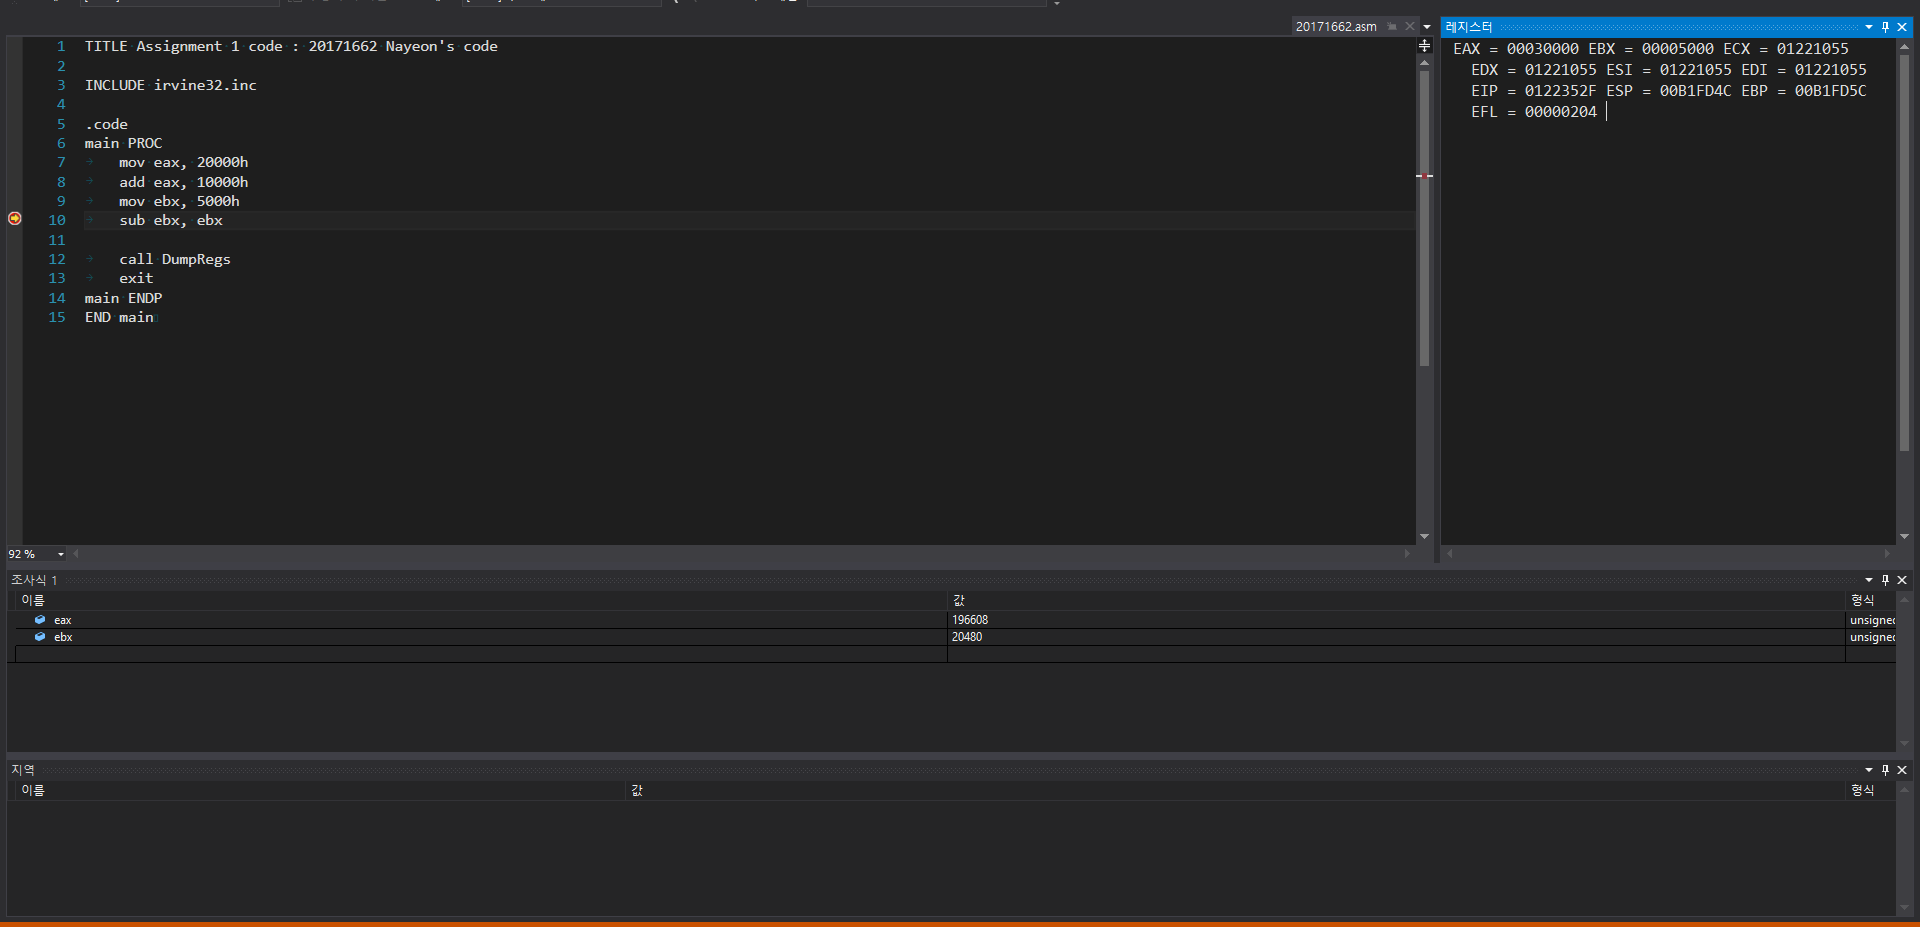 20171662.asm
1 TITLE Assignment 1 code : 20171662 Nayeon's code
2
3 INCLUDE irvine32.inc
4
5 .code
6 main PROC
7 mov eax, 20000h
8 add eax, 10000h
9 mov ebx, 5000h
10 sub ebx, ebx
11
12 call DumpRegs
13 exit
14 main ENDP
15 END main
92 %
레지스터
EAX = 00030000 EBX = 00005000 ECX = 01221055
EDX = 01221055 ESI = 01221055 EDI = 01221055
EIP = 0122352F ESP = 00B1FD4C EBP = 00B1FD5C
EFL = 00000204
조사식 1
이름 값 형식
eax 196608 unsigned
ebx 20480 unsigned
지역
이름 값 형식